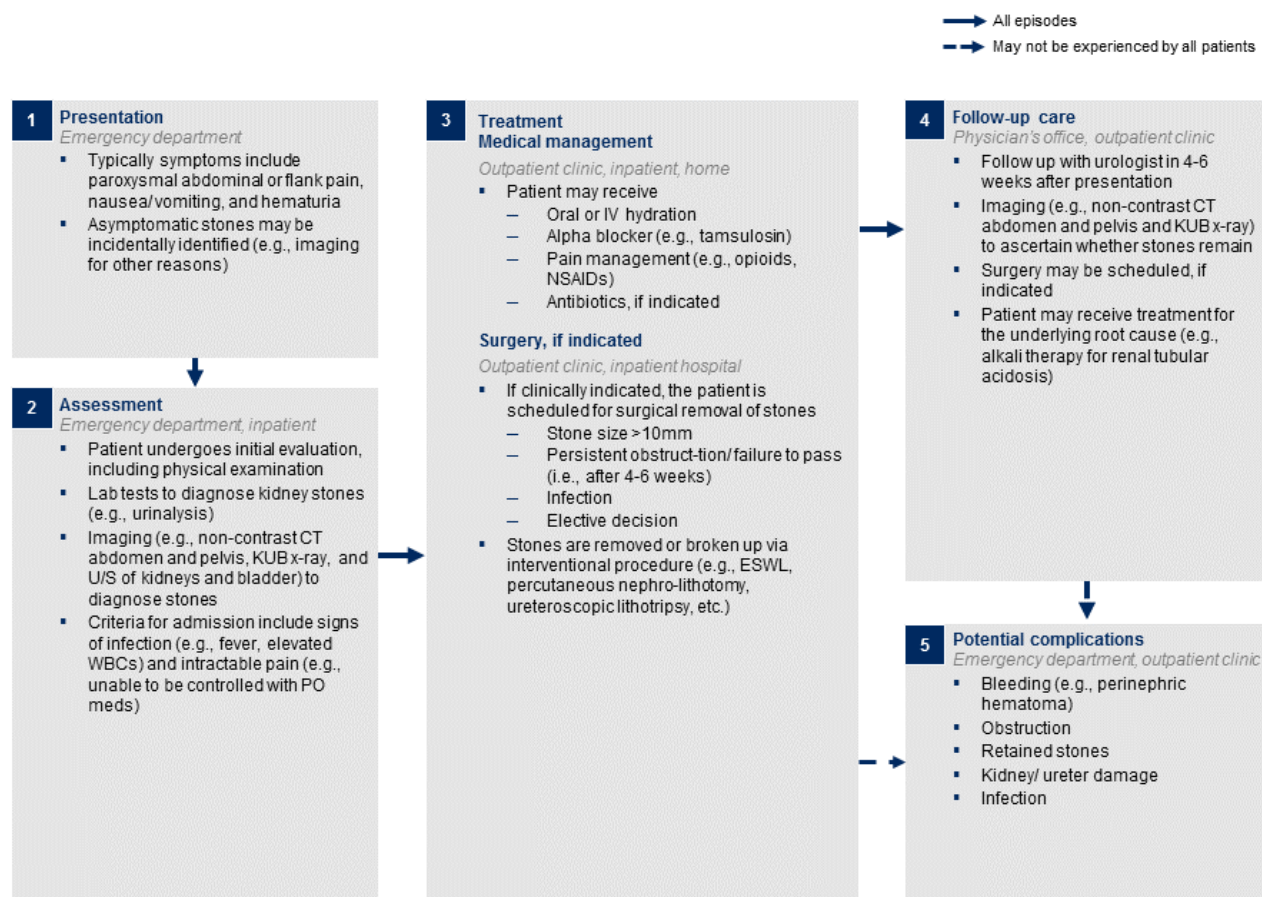 All episodes
May not be experienced by all patients
1
Presentation
Emergency department
▪ Typically symptoms include
paroxysmal abdominal or flank pain,
nausea/vomiting, and hematuria
▪ Asymptomatic stones may be
incidentally identified (e.g., imaging
for other reasons)
2
Assessment
Emergency department, inpatient
▪ Patient undergoes initial evaluation,
including physical examination
▪ Lab tests to diagnose kidney stones
(e.g., urinalysis)
▪ Imaging (e.g., non-contrast CT
abdomen and pelvis, KUB x-ray, and
U/S of kidneys and bladder) to
diagnose stones
▪ Criteria for admission include signs
of infection (e.g., fever, elevated
WBCs) and intractable pain (e.g.,
unable to be controlled with PO
meds)
3
Treatment
Medical management
Outpatient clinic, inpatient, home
▪ Patient may receive
– Oral or IV hydration
– Alpha blocker (e.g., tamsulosin)
– Pain management (e.g., opioids,
NSAIDs)
– Antibiotics, if indicated
Surgery, if indicated
Outpatient clinic, inpatient hospital
▪ If clinically indicated, the patient is
scheduled for surgical removal of stones
– Stone size >10mm
– Persistent obstruc-tion/ failure to pass
(i.e., after 4-6 weeks)
– Infection
– Elective decision
▪ Stones are removed or broken up via
interventional procedure (e.g., ESWL,
percutaneous nephro-lithotomy,
ureteroscopic lithotripsy, etc.)
4
Follow-up care
Physician's office, outpatient clinic
▪ Follow up with urologist in 4-6
weeks after presentation
▪ Imaging (e.g., non-contrast CT
abdomen and pelvis and KUB x-ray)
to ascertain whether stones remain
▪ Surgery may be scheduled, if
indicated
▪ Patient may receive treatment for
the underlying root cause (e.g.,
alkali therapy for renal tubular
acidosis)
5
Potential complications
Emergency department, outpatient clinic
▪ Bleeding (e.g., perinephric
hematoma)
▪ Obstruction
▪ Retained stones
▪ Kidney/ ureter damage
▪ Infection